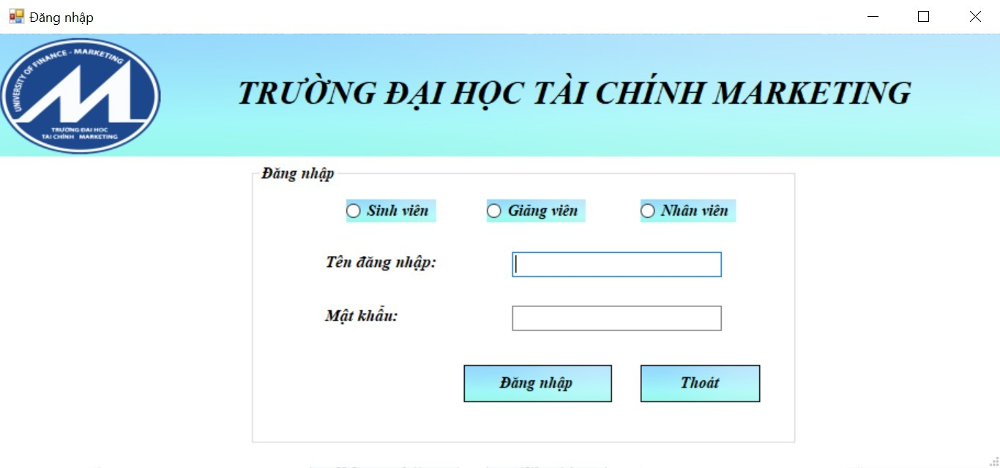 Đăng nhập
UNIVERSITY OF FINANCE - MARKETING
TRƯỜNG ĐẠI HỌC
TÀI CHÍNH MARKETING
TRƯỜNG ĐẠI HỌC TÀI CHÍNH MARKETING
Đăng nhập
Sinh viên Giảng viên Nhân viên
Tên đăng nhập:
Mật khẩu:
Đăng nhập Thoát